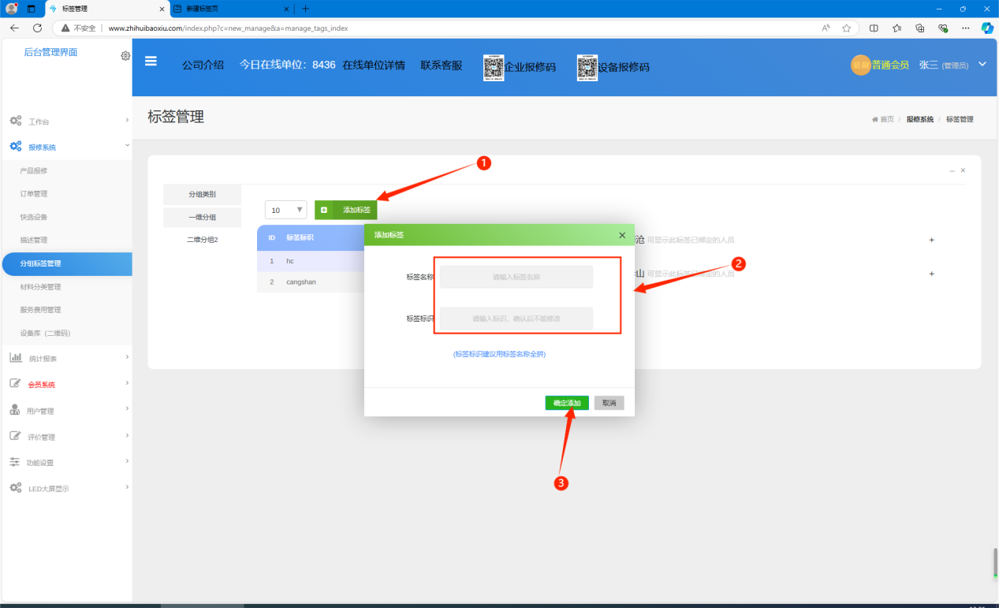 标签管理
新建标签页
不安全 www.zhihuibaoxiu.com/index.php?c=new_manage&a=manage_tags_index
后台管理界面
公司介绍 今日在线单位：8436 在线单位详情 联系客服 企业报修码 设备报修码 普通会员 张三 (管理员)
标签管理
首页 / 报修系统 / 标签管理
工作台
报修系统
产品报修
订单管理
快选设备
描述管理
分组标签管理
材料分类管理
服务费用管理
设备库（二维码）
统计报表
会员系统
用户管理
评价管理
功能设置
LED大屏显示
分组类别
一维分组
二维分组2
10 添加标签
ID 标签标识
1 hc
2 cangshan
沧 可显示此标签已绑定的人员 +
山 可显示此标签已绑定的人员 +
添加标签
标签名称 请输入标签名称
标签标识 请输入标识，确认后不能修改
(标签标识建议用标签名称全拼)
确定添加 取消
1
2
3